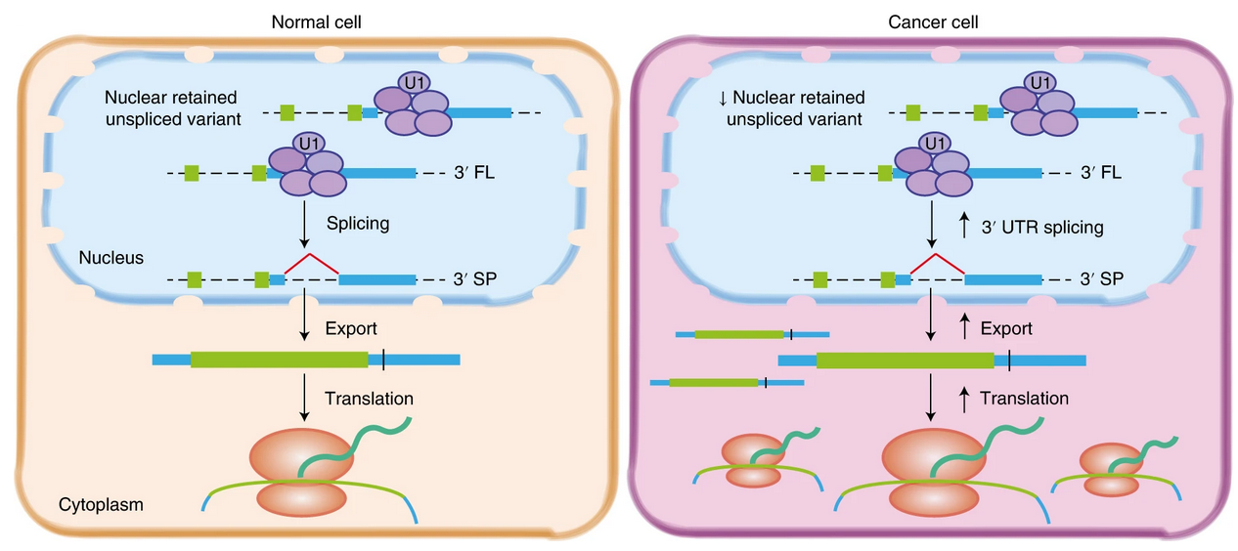 Normal cell
Nuclear retained
unspliced variant
U1
U1
3′ FL
Splicing
Nucleus
3′ SP
Export
Translation
Cytoplasm
Cancer cell
↓ Nuclear retained
unspliced variant
U1
U1
3′ FL
↑ 3′ UTR splicing
3′ SP
↑ Export
↑ Translation